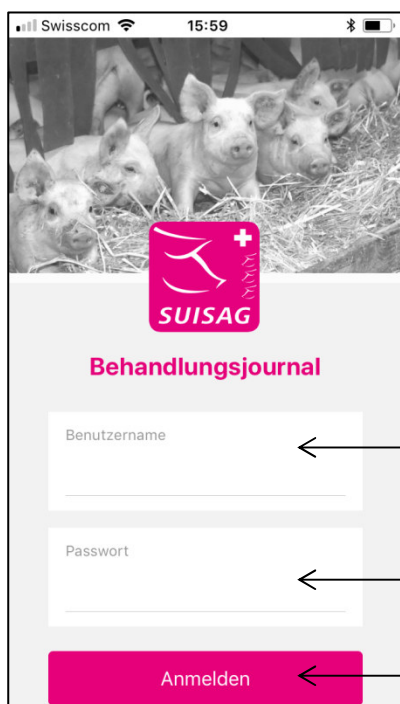 Swisscom 15:59
SUISAG
Behandlungsjournal
Benutzername
Passwort
Anmelden